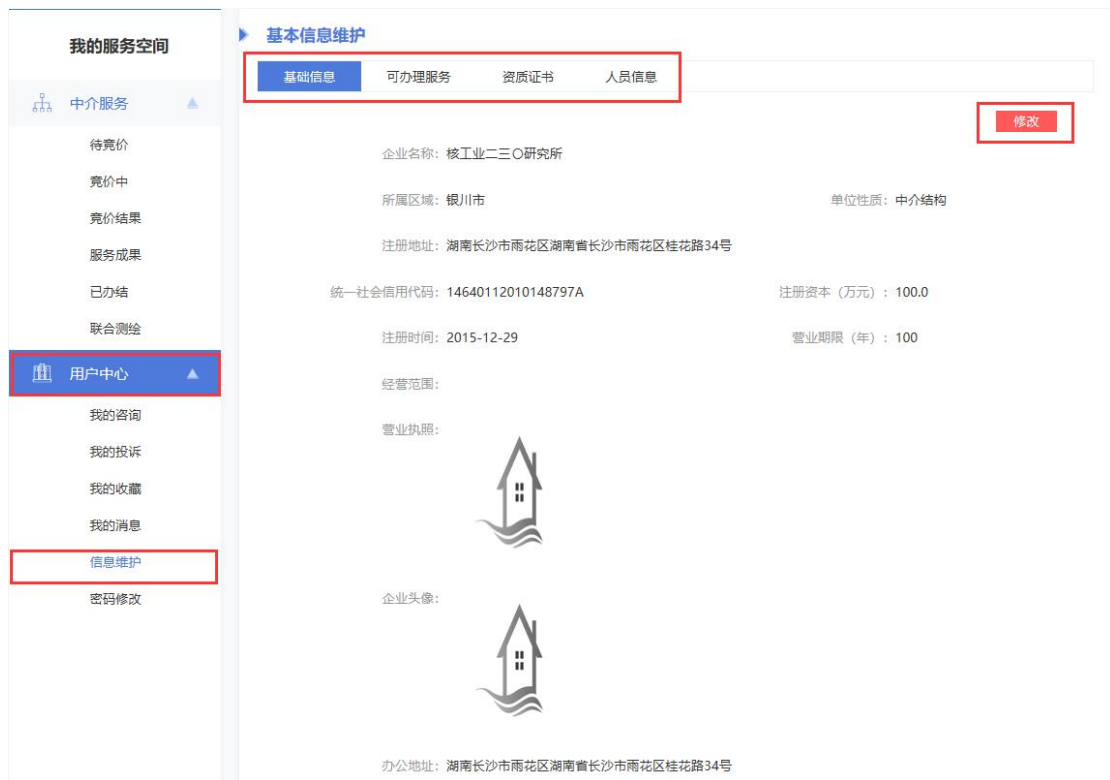 我的服务空间
中介服务
待竞价
竞价中
竞价结果
服务成果
已办结
联合测绘
用户中心
我的咨询
我的投诉
我的收藏
我的消息
信息维护
密码修改
基本信息维护
基础信息 可办理服务 资质证书 人员信息
修改
企业名称: 核工业二三〇研究所
所属区域: 银川市 单位性质: 中介结构
注册地址: 湖南长沙市雨花区湖南省长沙市雨花区桂花路34号
统一社会信用代码: 14640112010148797A 注册资本（万元）: 100.0
注册时间: 2015-12-29 营业期限（年）: 100
经营范围:
营业执照:
企业头像:
办公地址: 湖南长沙市雨花区湖南省长沙市雨花区桂花路34号